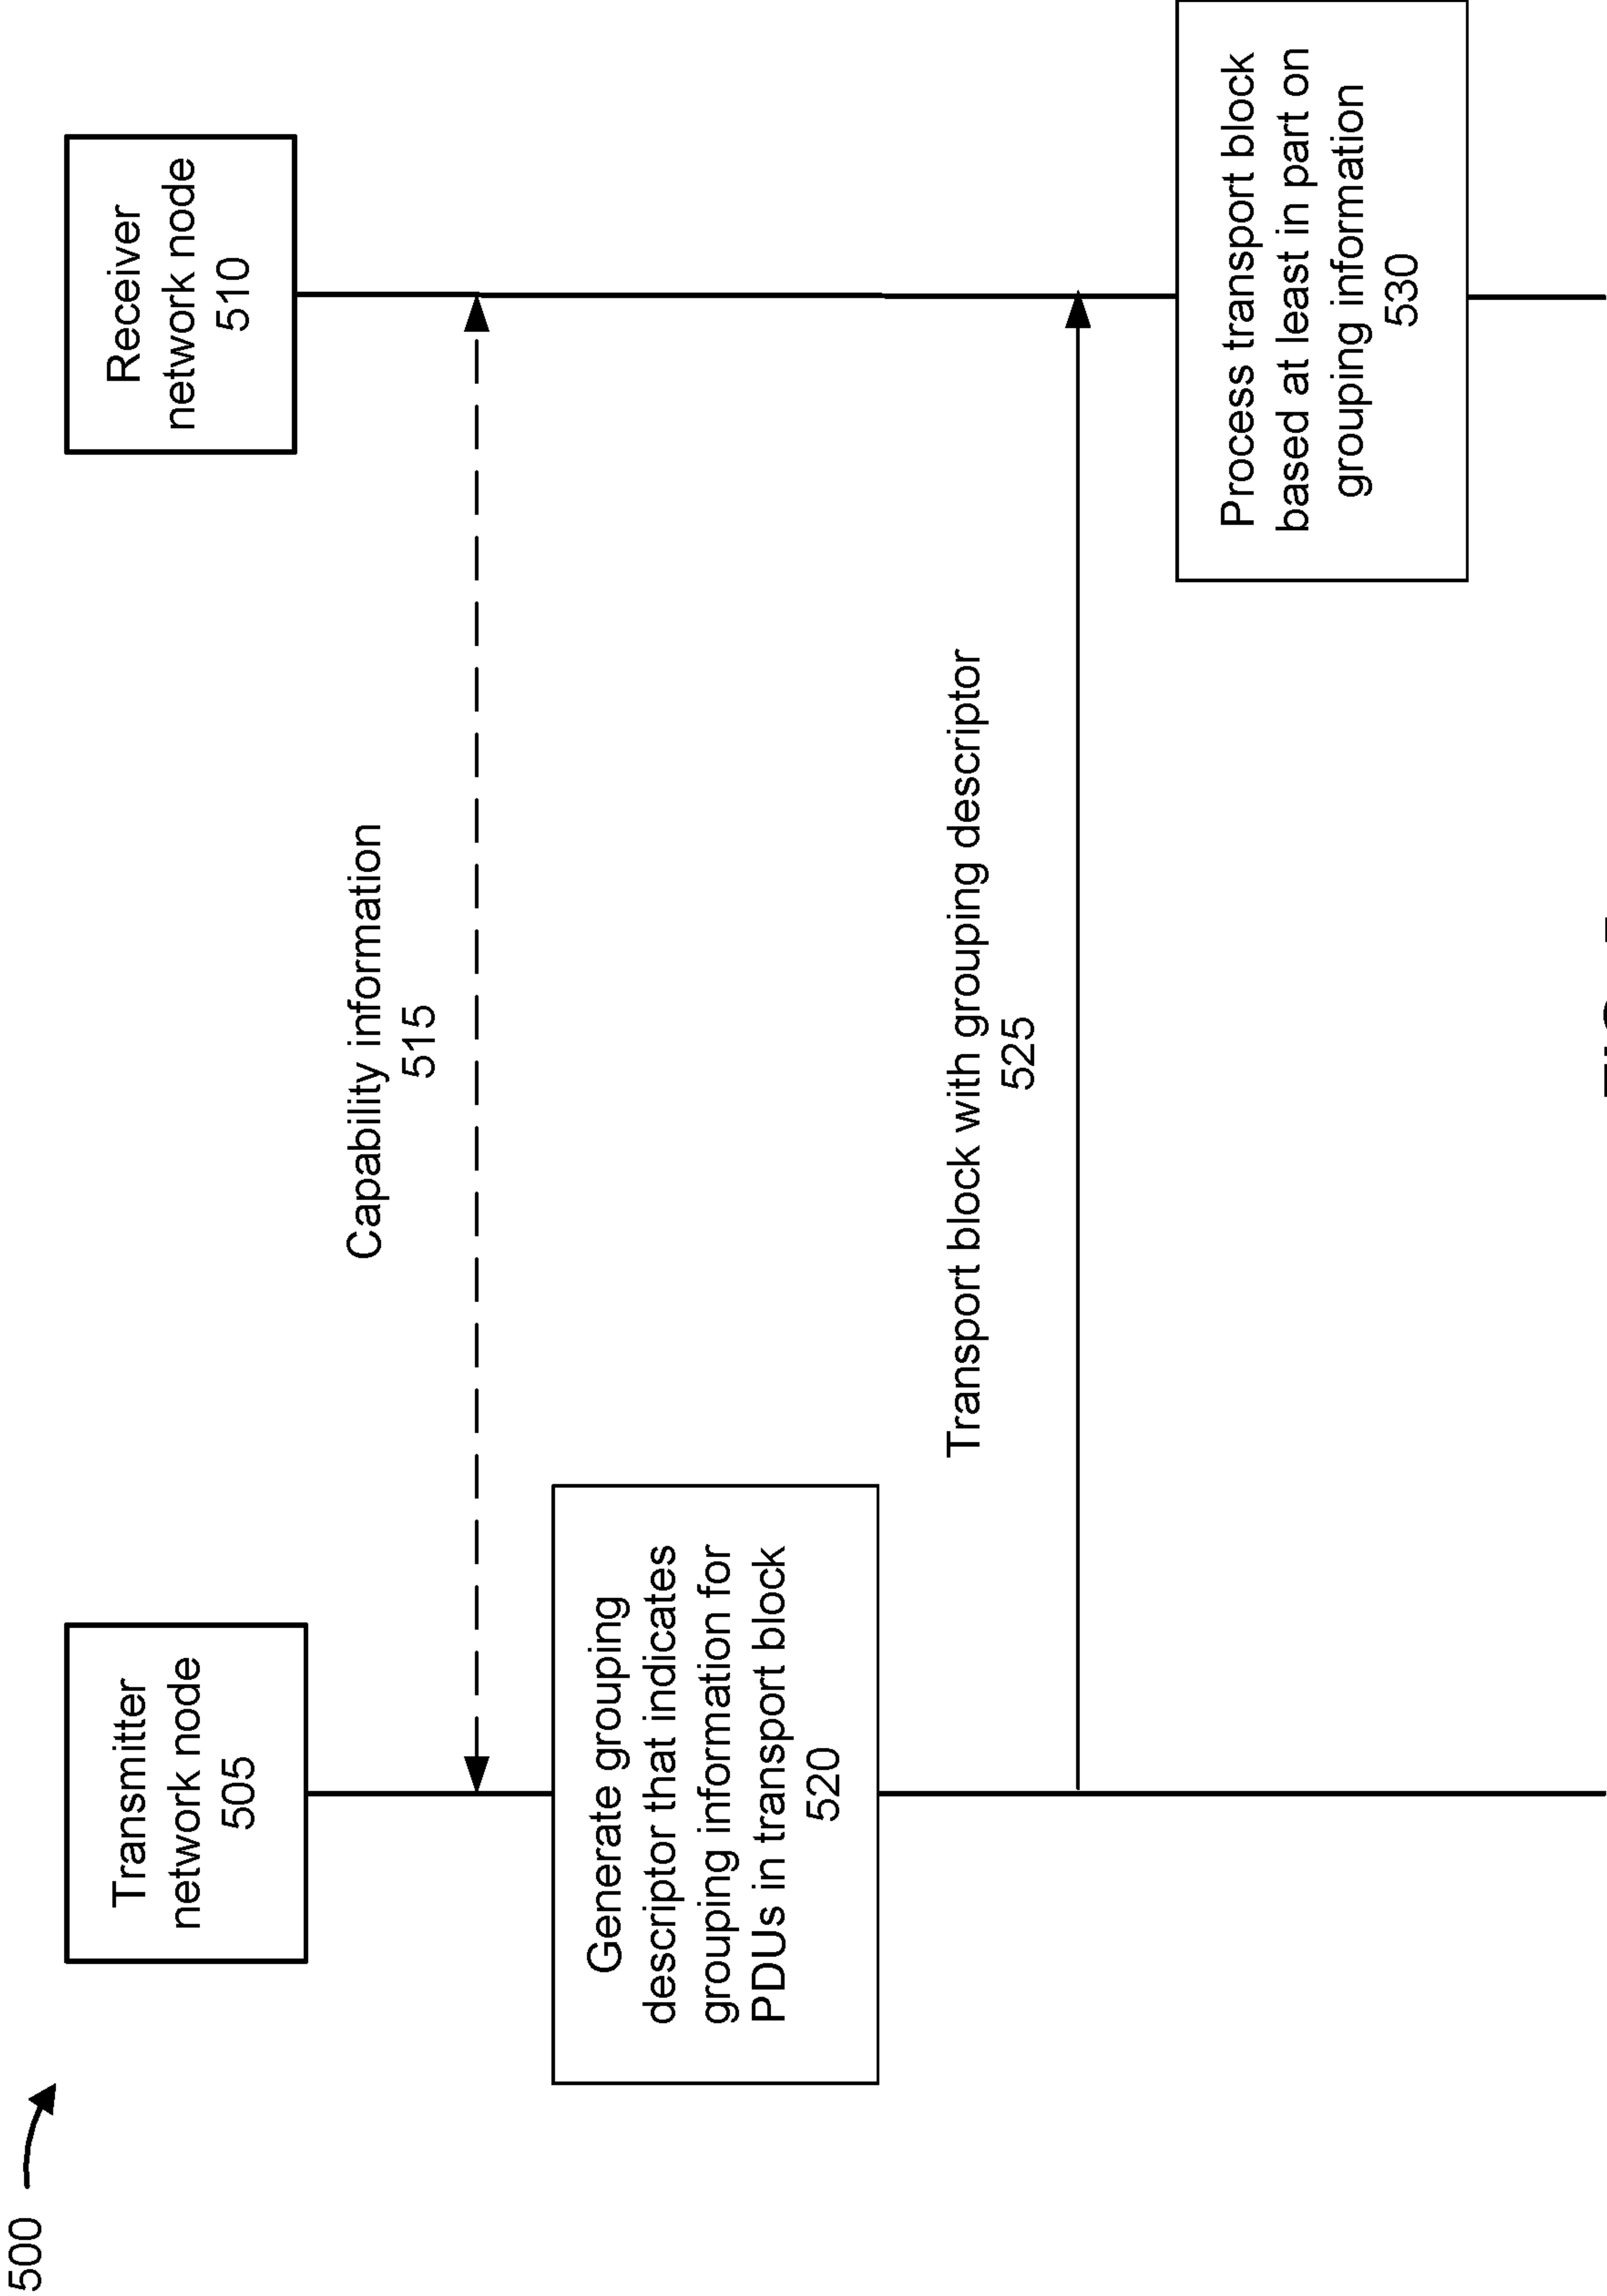 500
Transmitter
network node
505
Receiver
network node
510
Capability information
515
Generate grouping
descriptor that indicates
grouping information for
PDUs in transport block
520
Transport block with grouping descriptor
525
Process transport block
based at least in part on
grouping information
530